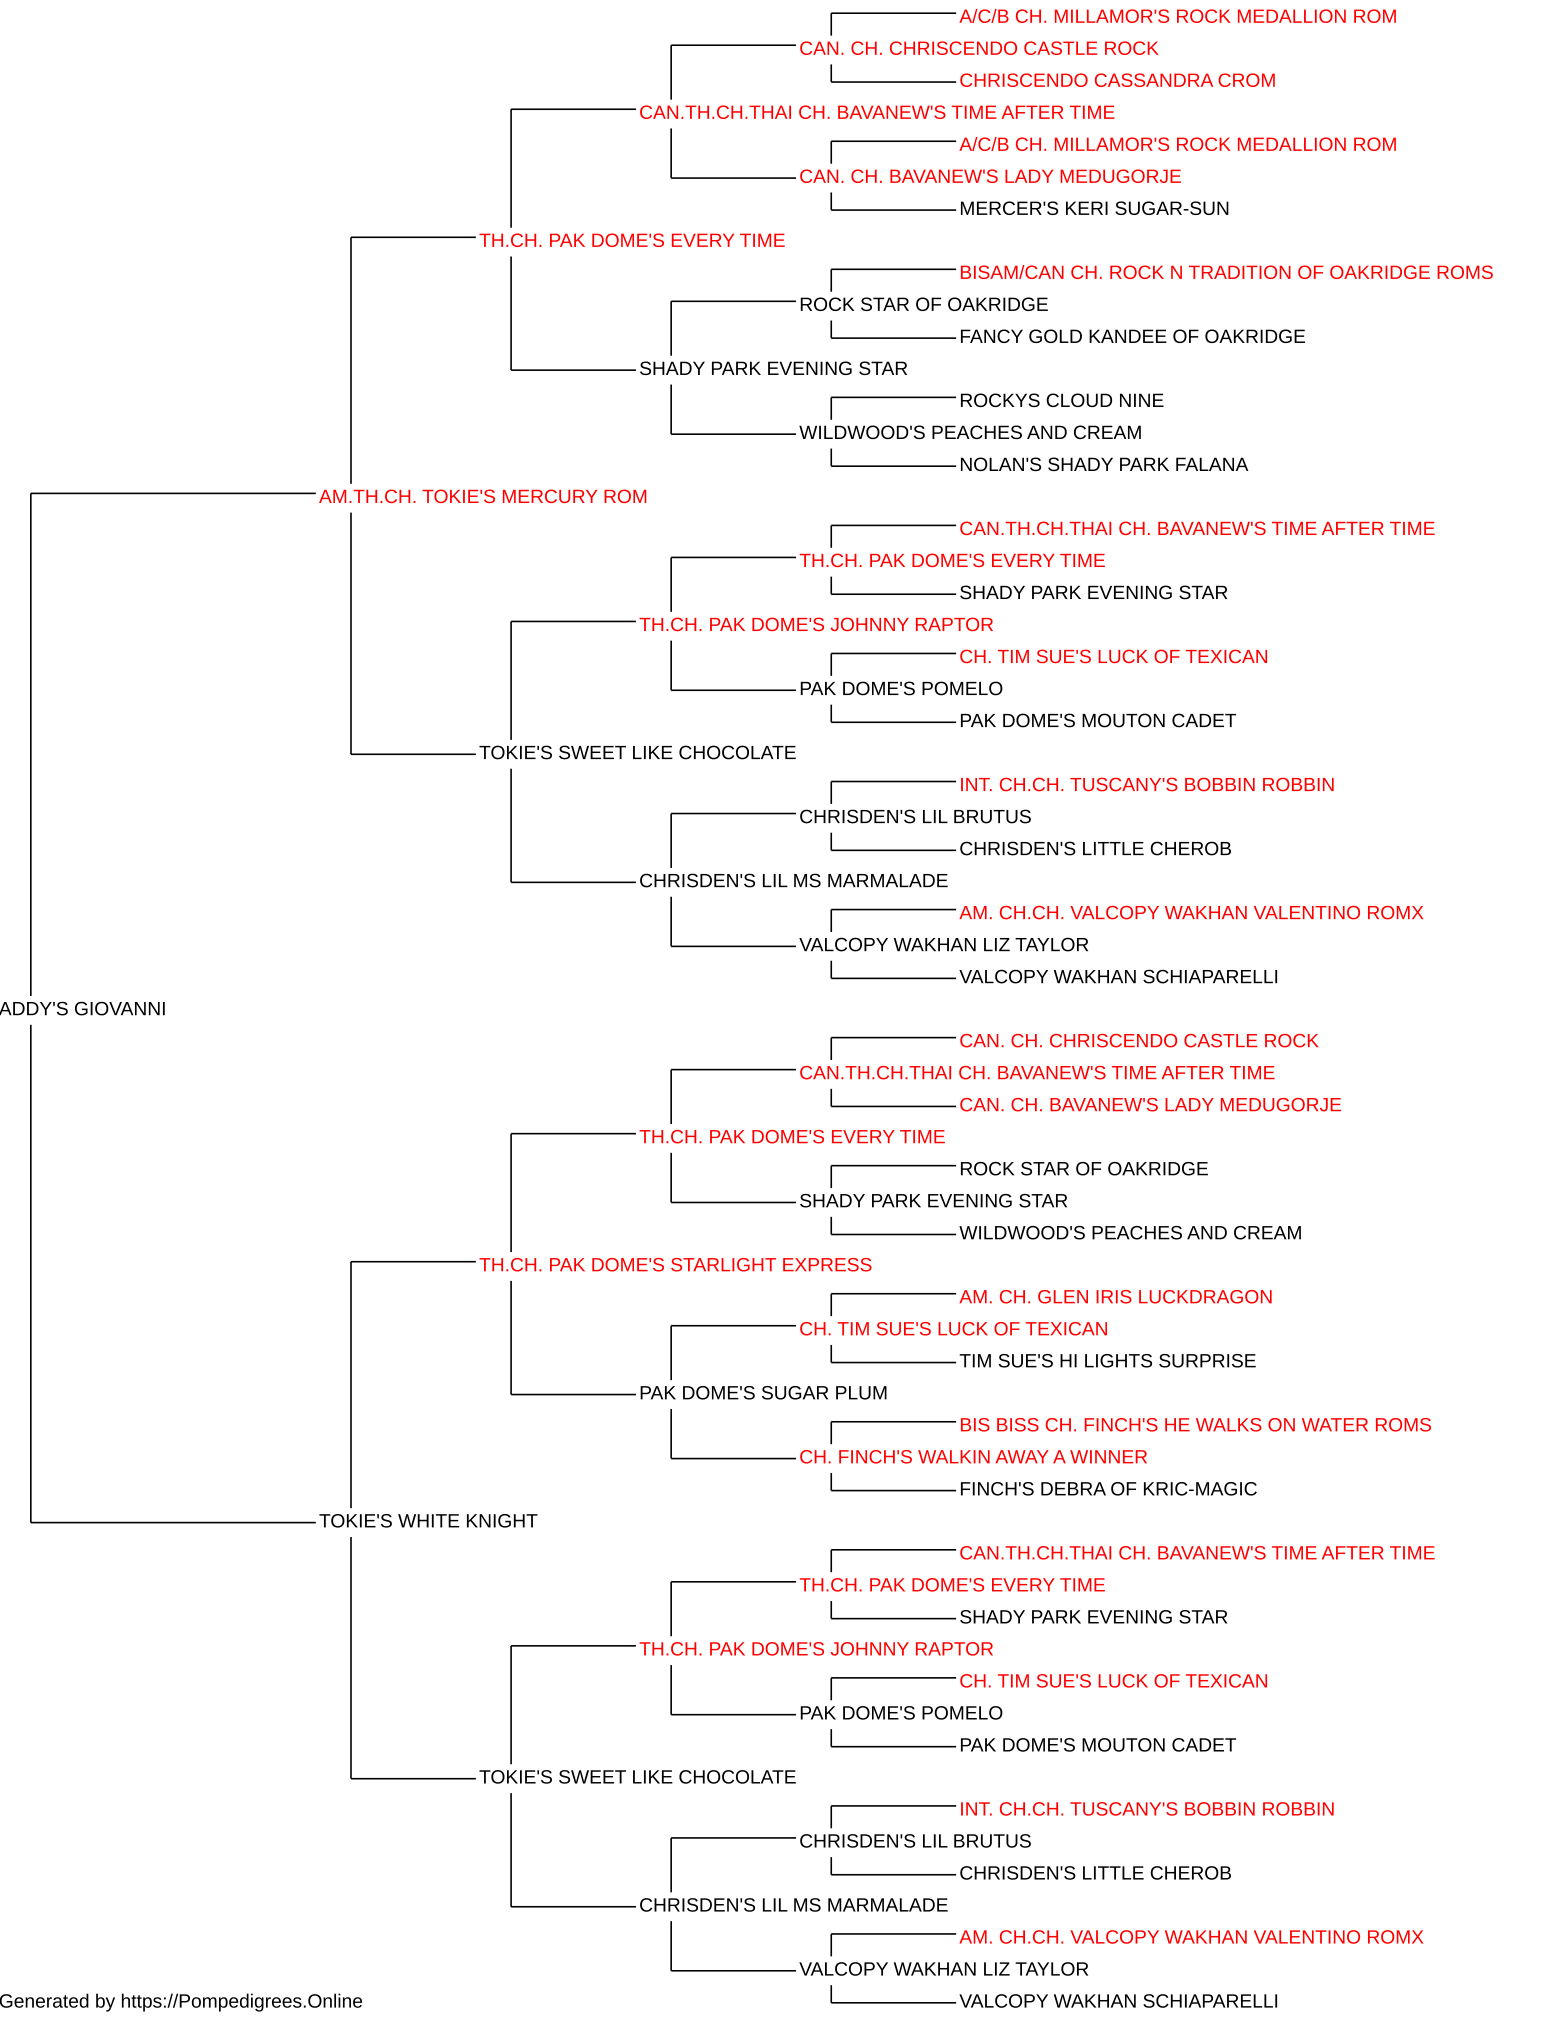 A/C/B CH. MILLAMOR'S ROCK MEDALLION ROM
CAN. CH. CHRISCENDO CASTLE ROCK
CHRISCENDO CASSANDRA CROM
CAN.TH.CH.THAI CH. BAVANEW'S TIME AFTER TIME
A/C/B CH. MILLAMOR'S ROCK MEDALLION ROM
CAN. CH. BAVANEW'S LADY MEDUGORJE
MERCER'S KERI SUGAR-SUN
TH.CH. PAK DOME'S EVERY TIME
BISAM/CAN CH. ROCK N TRADITION OF OAKRIDGE ROMS
ROCK STAR OF OAKRIDGE
FANCY GOLD KANDEE OF OAKRIDGE
SHADY PARK EVENING STAR
ROCKYS CLOUD NINE
WILDWOOD'S PEACHES AND CREAM
NOLAN'S SHADY PARK FALANA
AM.TH.CH. TOKIE'S MERCURY ROM
CAN.TH.CH.THAI CH. BAVANEW'S TIME AFTER TIME
TH.CH. PAK DOME'S EVERY TIME
SHADY PARK EVENING STAR
TH.CH. PAK DOME'S JOHNNY RAPTOR
CH. TIM SUE'S LUCK OF TEXICAN
PAK DOME'S POMELO
PAK DOME'S MOUTON CADET
TOKIE'S SWEET LIKE CHOCOLATE
INT. CH.CH. TUSCANY'S BOBBIN ROBBIN
CHRISDEN'S LIL BRUTUS
CHRISDEN'S LITTLE CHEROB
CHRISDEN'S LIL MS MARMALADE
AM. CH.CH. VALCOPY WAKHAN VALENTINO ROMX
VALCOPY WAKHAN LIZ TAYLOR
VALCOPY WAKHAN SCHIAPARELLI
ADDY'S GIOVANNI
CAN. CH. CHRISCENDO CASTLE ROCK
CAN.TH.CH.THAI CH. BAVANEW'S TIME AFTER TIME
CAN. CH. BAVANEW'S LADY MEDUGORJE
TH.CH. PAK DOME'S EVERY TIME
ROCK STAR OF OAKRIDGE
SHADY PARK EVENING STAR
WILDWOOD'S PEACHES AND CREAM
TH.CH. PAK DOME'S STARLIGHT EXPRESS
AM. CH. GLEN IRIS LUCKDRAGON
CH. TIM SUE'S LUCK OF TEXICAN
TIM SUE'S HI LIGHTS SURPRISE
PAK DOME'S SUGAR PLUM
BIS BISS CH. FINCH'S HE WALKS ON WATER ROMS
CH. FINCH'S WALKIN AWAY A WINNER
FINCH'S DEBRA OF KRIC-MAGIC
TOKIE'S WHITE KNIGHT
CAN.TH.CH.THAI CH. BAVANEW'S TIME AFTER TIME
TH.CH. PAK DOME'S EVERY TIME
SHADY PARK EVENING STAR
TH.CH. PAK DOME'S JOHNNY RAPTOR
CH. TIM SUE'S LUCK OF TEXICAN
PAK DOME'S POMELO
PAK DOME'S MOUTON CADET
TOKIE'S SWEET LIKE CHOCOLATE
INT. CH.CH. TUSCANY'S BOBBIN ROBBIN
CHRISDEN'S LIL BRUTUS
CHRISDEN'S LITTLE CHEROB
CHRISDEN'S LIL MS MARMALADE
AM. CH.CH. VALCOPY WAKHAN VALENTINO ROMX
VALCOPY WAKHAN LIZ TAYLOR
VALCOPY WAKHAN SCHIAPARELLI
Generated by https://Pompedigrees.Online